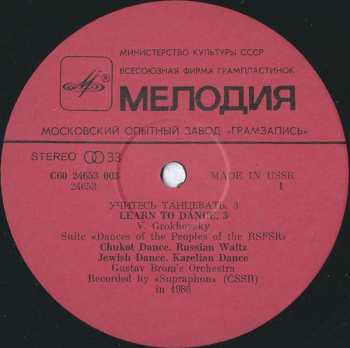 МИНИСТЕРСТВО КУЛЬТУРЫ СССР
ВСЕСОЮЗНАЯ ФИРМА ГРАМПЛАСТИНОК
МЕЛОДИЯ
МОСКОВСКИЙ ОПЫТНЫЙ ЗАВОД «ГРАМЗАПИСЬ»
STEREO 33
С60 24653 003 MADE IN USSR
24653 1
УЧИТЕСЬ ТАНЦЕВАТЬ, 3
LEARN TO DANCE, 3
V. Grokhovsky
Suite «Dances of the Peoples of the RSFSR»
Chukot Dance. Russian Waltz
Jewish Dance. Karelian Dance
Gustav Brom's Orchestra
Recorded by «Supraphon» (ČSSR)
in 1986